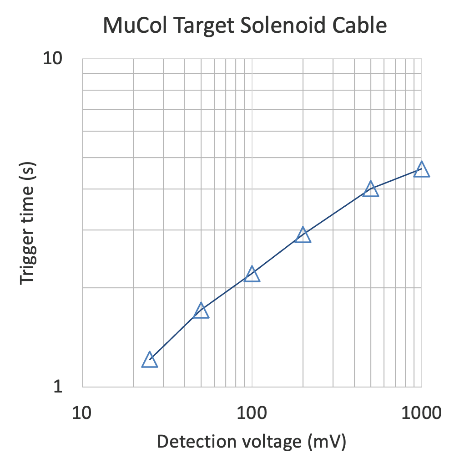 MuCol Target Solenoid Cable
10
Trigger time (s)
1
10
100
1000
Detection voltage (mV)